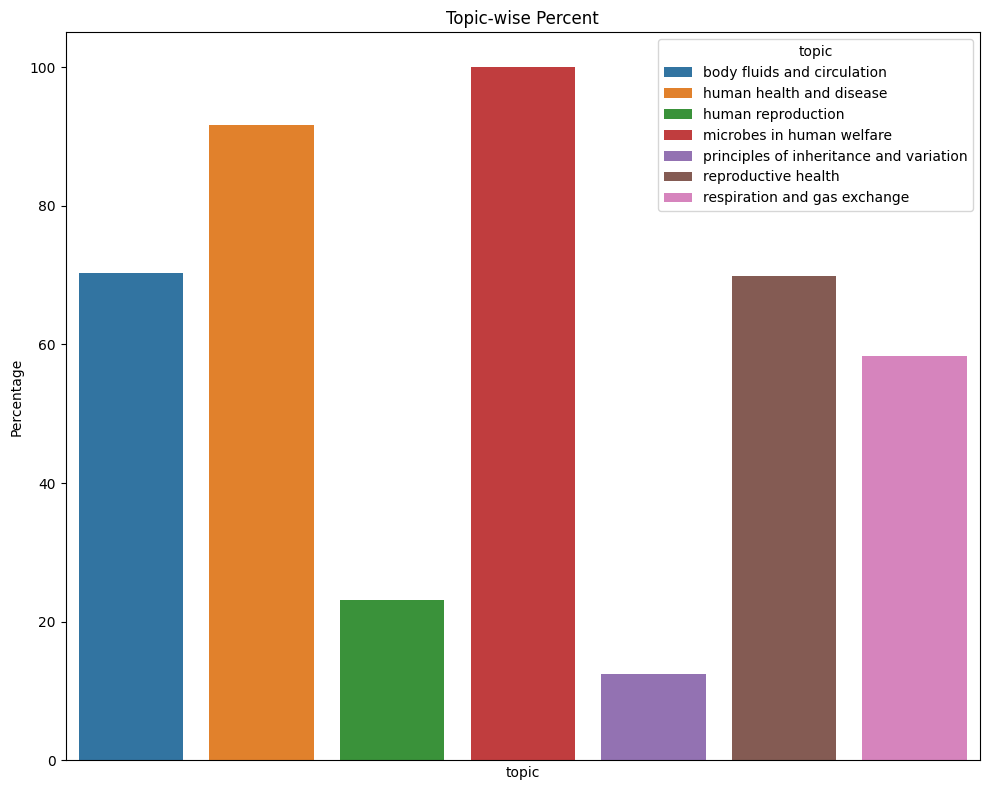 Topic-wise Percent
topic
body fluids and circulation
human health and disease
human reproduction
microbes in human welfare
principles of inheritance and variation
reproductive health
respiration and gas exchange
100
80
60
40
20
0
Percentage
topic